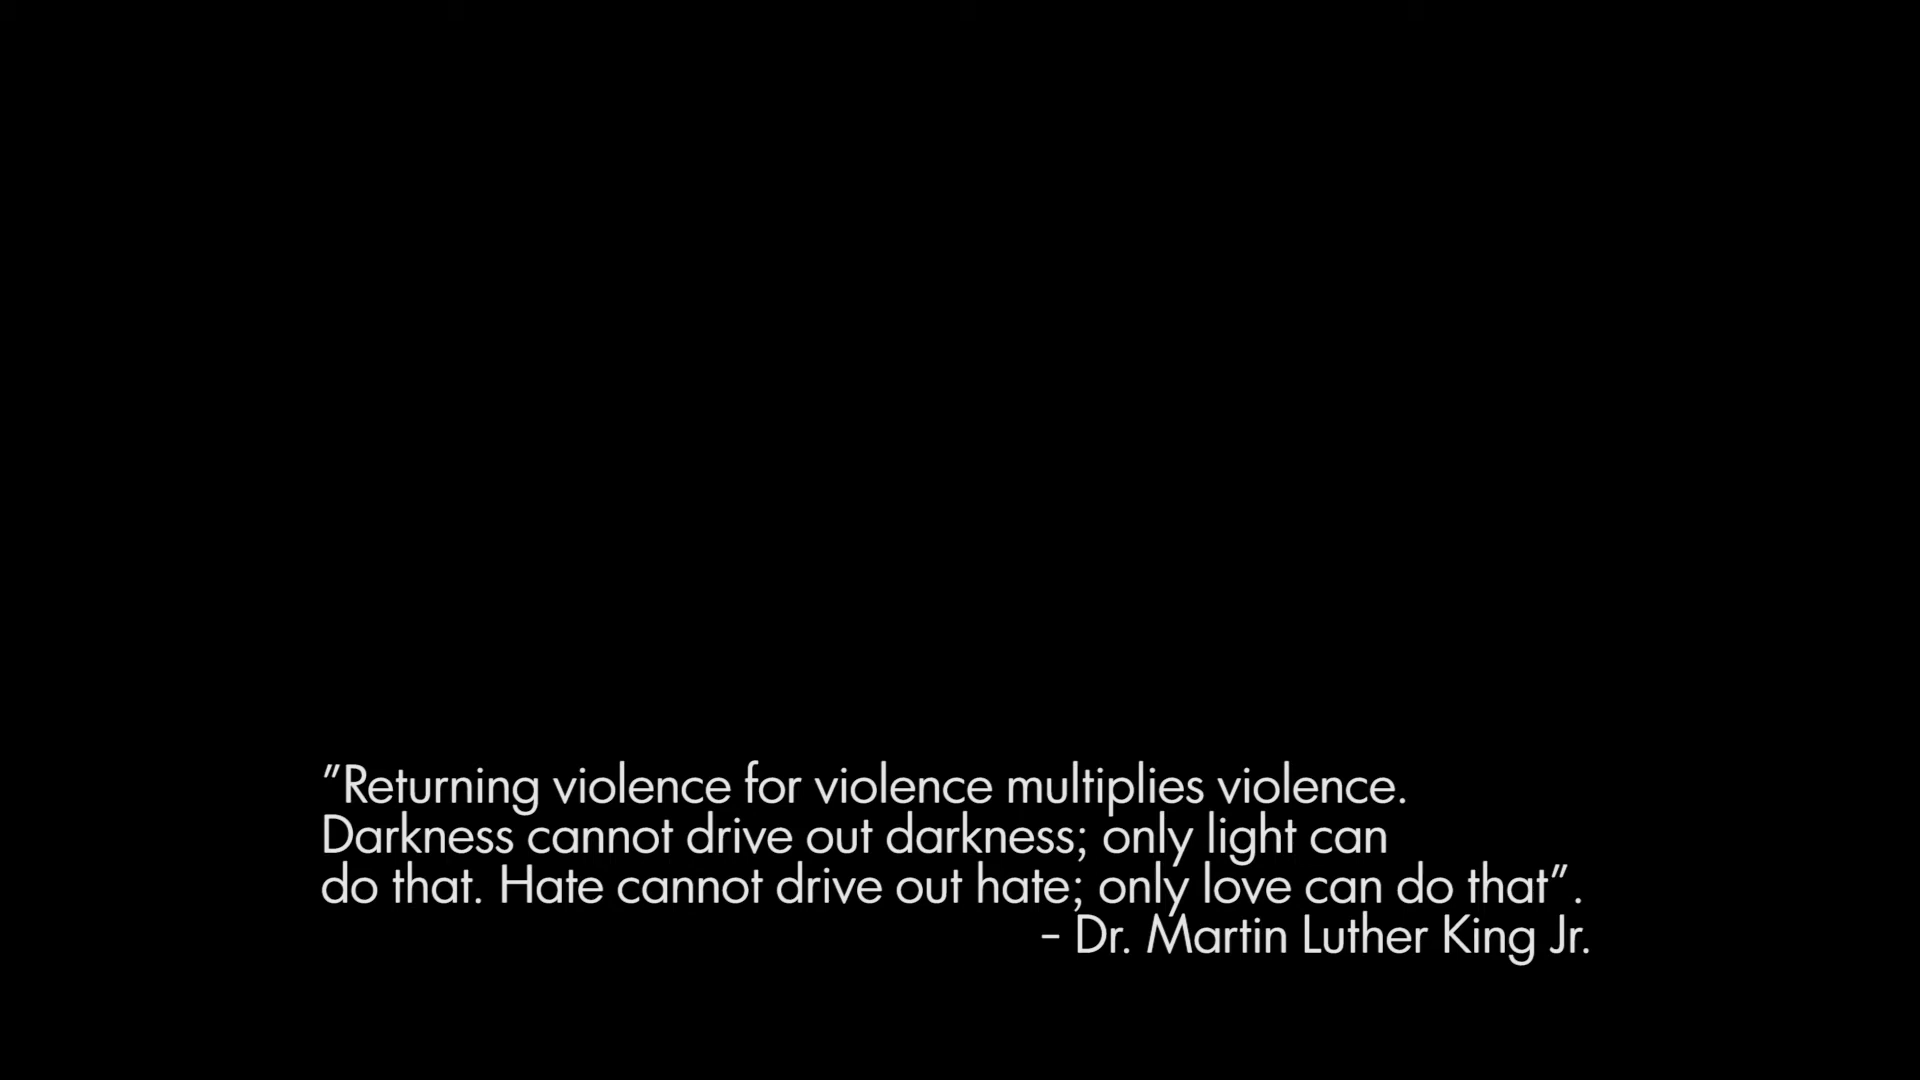 "Returning violence for violence multiplies violence.
Darkness cannot drive out darkness; only light can
do that. Hate cannot drive out hate; only love can do that".
– Dr. Martin Luther King Jr.